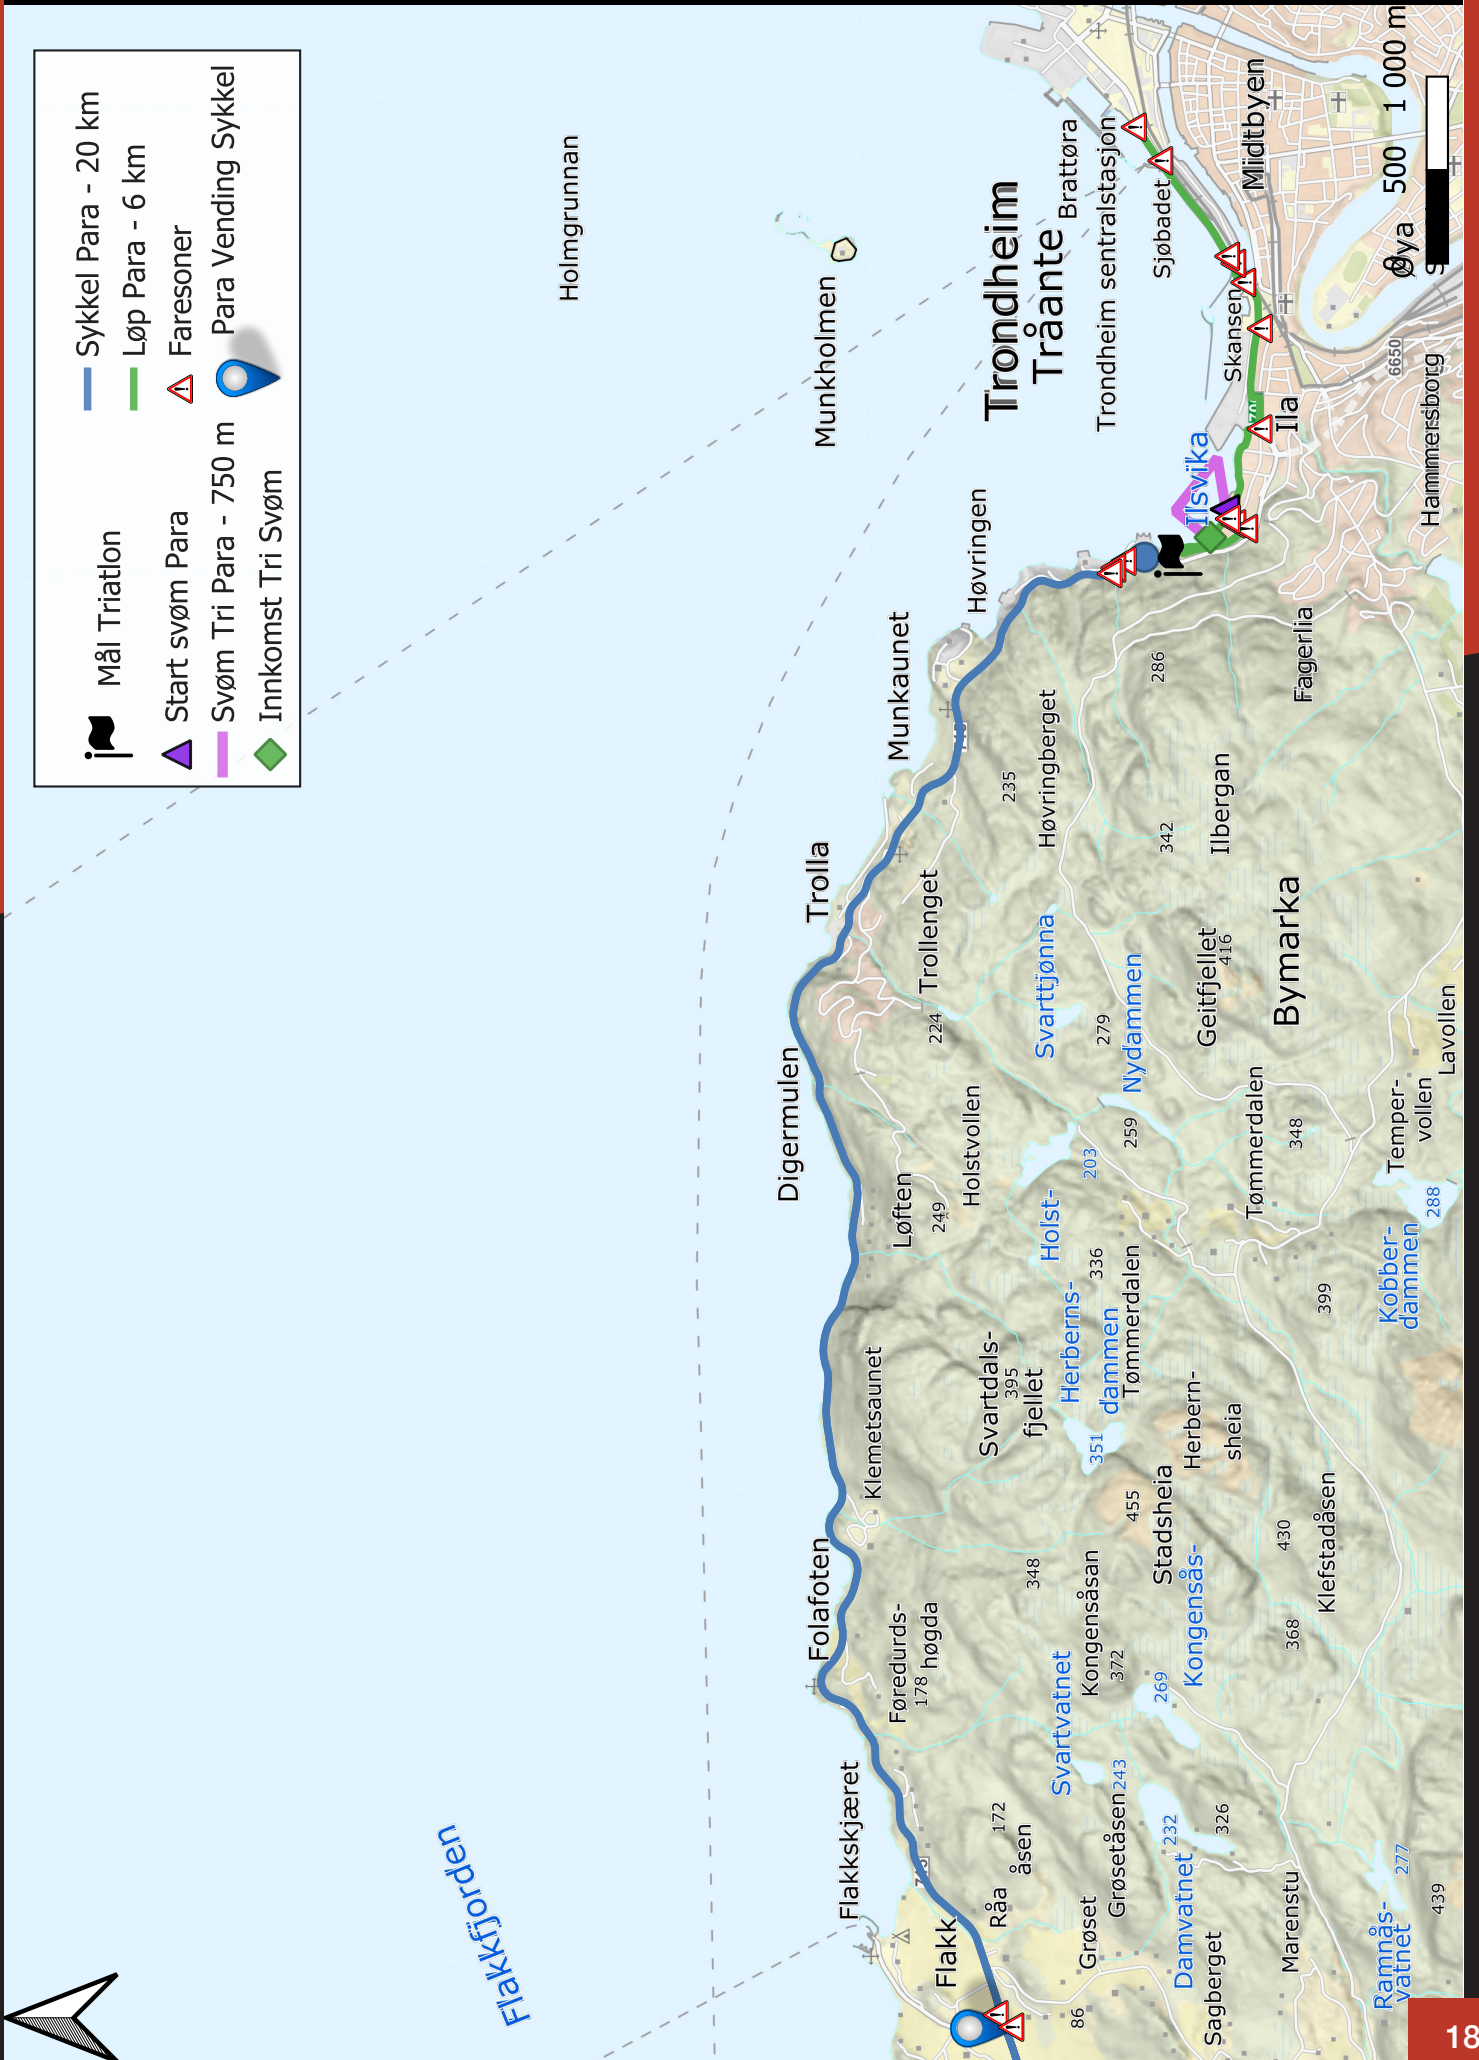 Mål Triatlon
Start svøm Para
Svøm Tri Para - 750 m
Innkomst Tri Svøm
Sykkel Para - 20 km
Løp Para - 6 km
Faresoner
Para Vending Sykkel
Flakkfjorden
Holmgrunnan
Munkholmen
Trondheim
Tråante
Brattøra
Trondheim sentralstasjon
Sjøbadet
Midtbyen
Skansen
Ila
Ilsvika
Øya
0 500 1 000 m
6650
Hammersborg
Høvringen
Munkaunet
Fagerlia
286
Høvringberget
235
342
Ilbergan
Trolla
Trollenget
224
Svarttjønna
279
Nydammen
Geitfjellet
416
Bymarka
Lavollen
Digermulen
Løften
249
Holstvollen
Holst-
203
259
Tømmerdalen
348
Temper-
vollen
288
Kobber-
dammen
399
336
Tømmerdalen
Herberns-
dammen
351
Svartdals-
395
fjellet
Klemetsaunet
Herbern-
sheia
455
Stadsheia
430
Klefstadåsen
Folafoten
Føredurds-
høgda
178
348
Kongensåsan
372
Kongensås-
269
368
Svartvatnet
243
Flakkskjæret
Flakk
172
Råa
åsen
Grøset
Grøsetåsen
232
326
Damvatnet
Sagberget
Marenstu
277
Ramnås-
vatnet
439
86
18